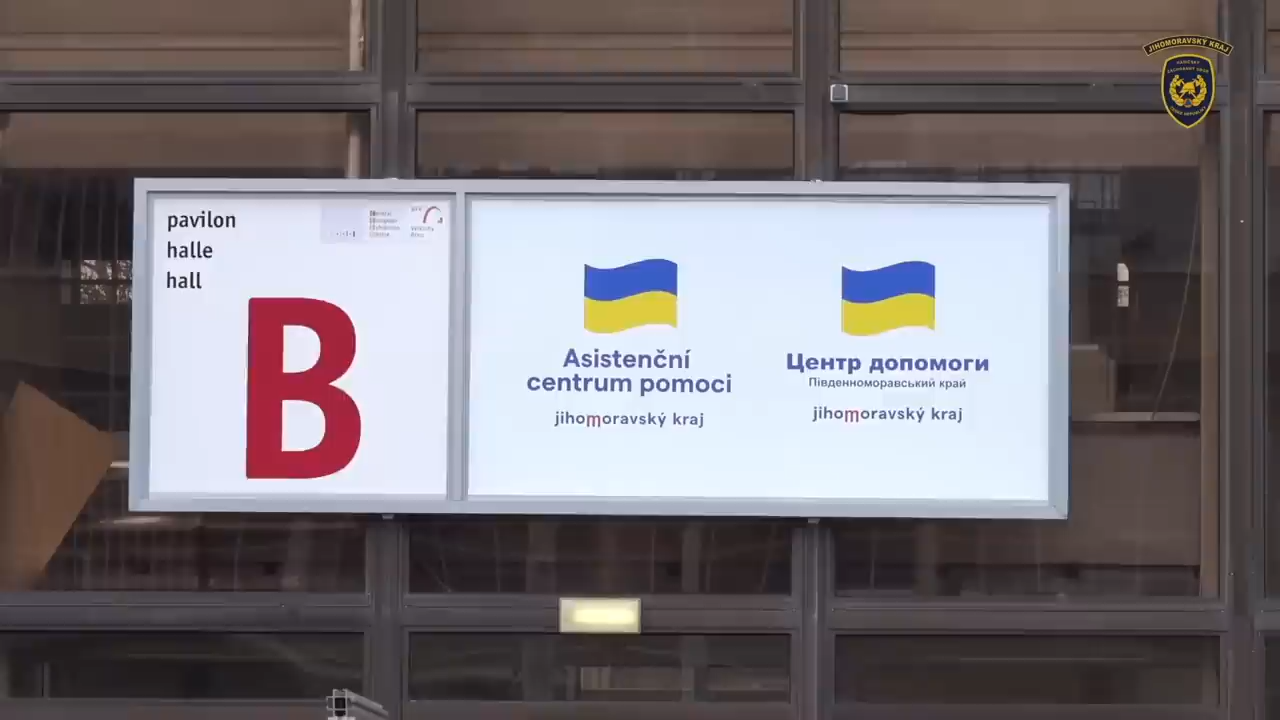 JIHOMORAVSKÝ KRAJ
pavilon
halle
hall
B
Asistenční
centrum pomoci
jihomoravský kraj
Центр допомоги
Південноморавський край
jihomoravský kraj